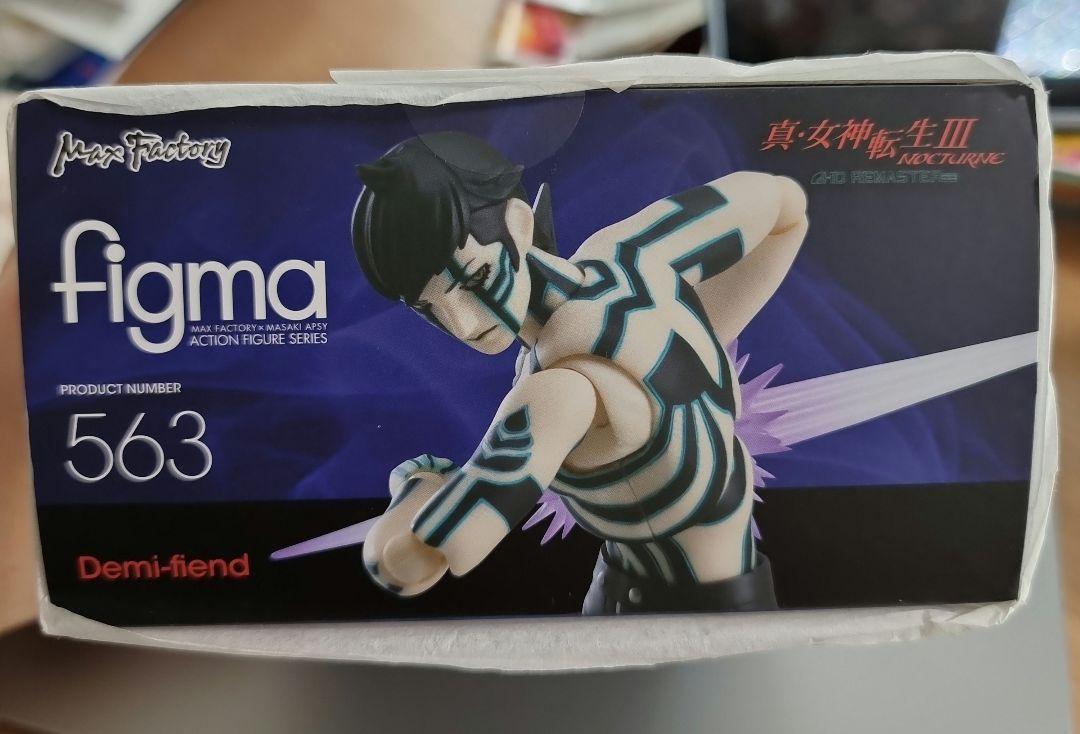 Max Factory
figma
MAX FACTORY × MASAKI APSY
ACTION FIGURE SERIES
PRODUCT NUMBER
563
Demi-fiend
真・女神転生III
NOCTURNE
HD REMASTER